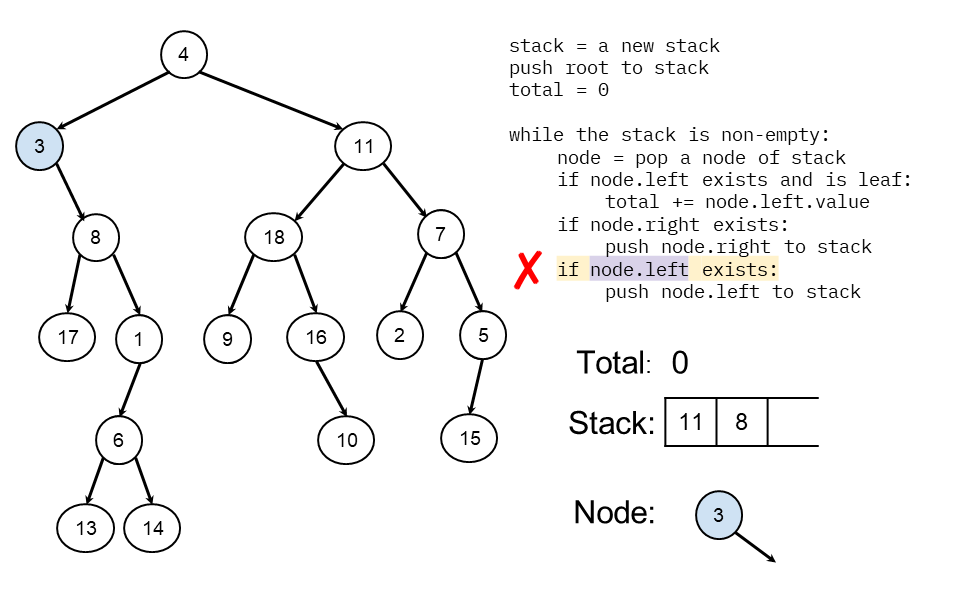 4
3
11
8
18
7
17
1
9
16
2
5
6
10
15
13
14
stack = a new stack
push root to stack
total = 0
while the stack is non-empty:
node = pop a node of stack
if node.left exists and is leaf:
total += node.left.value
if node.right exists:
push node.right to stack
✗ if node.left exists:
push node.left to stack
Total: 0
Stack: 11 8
Node: 3